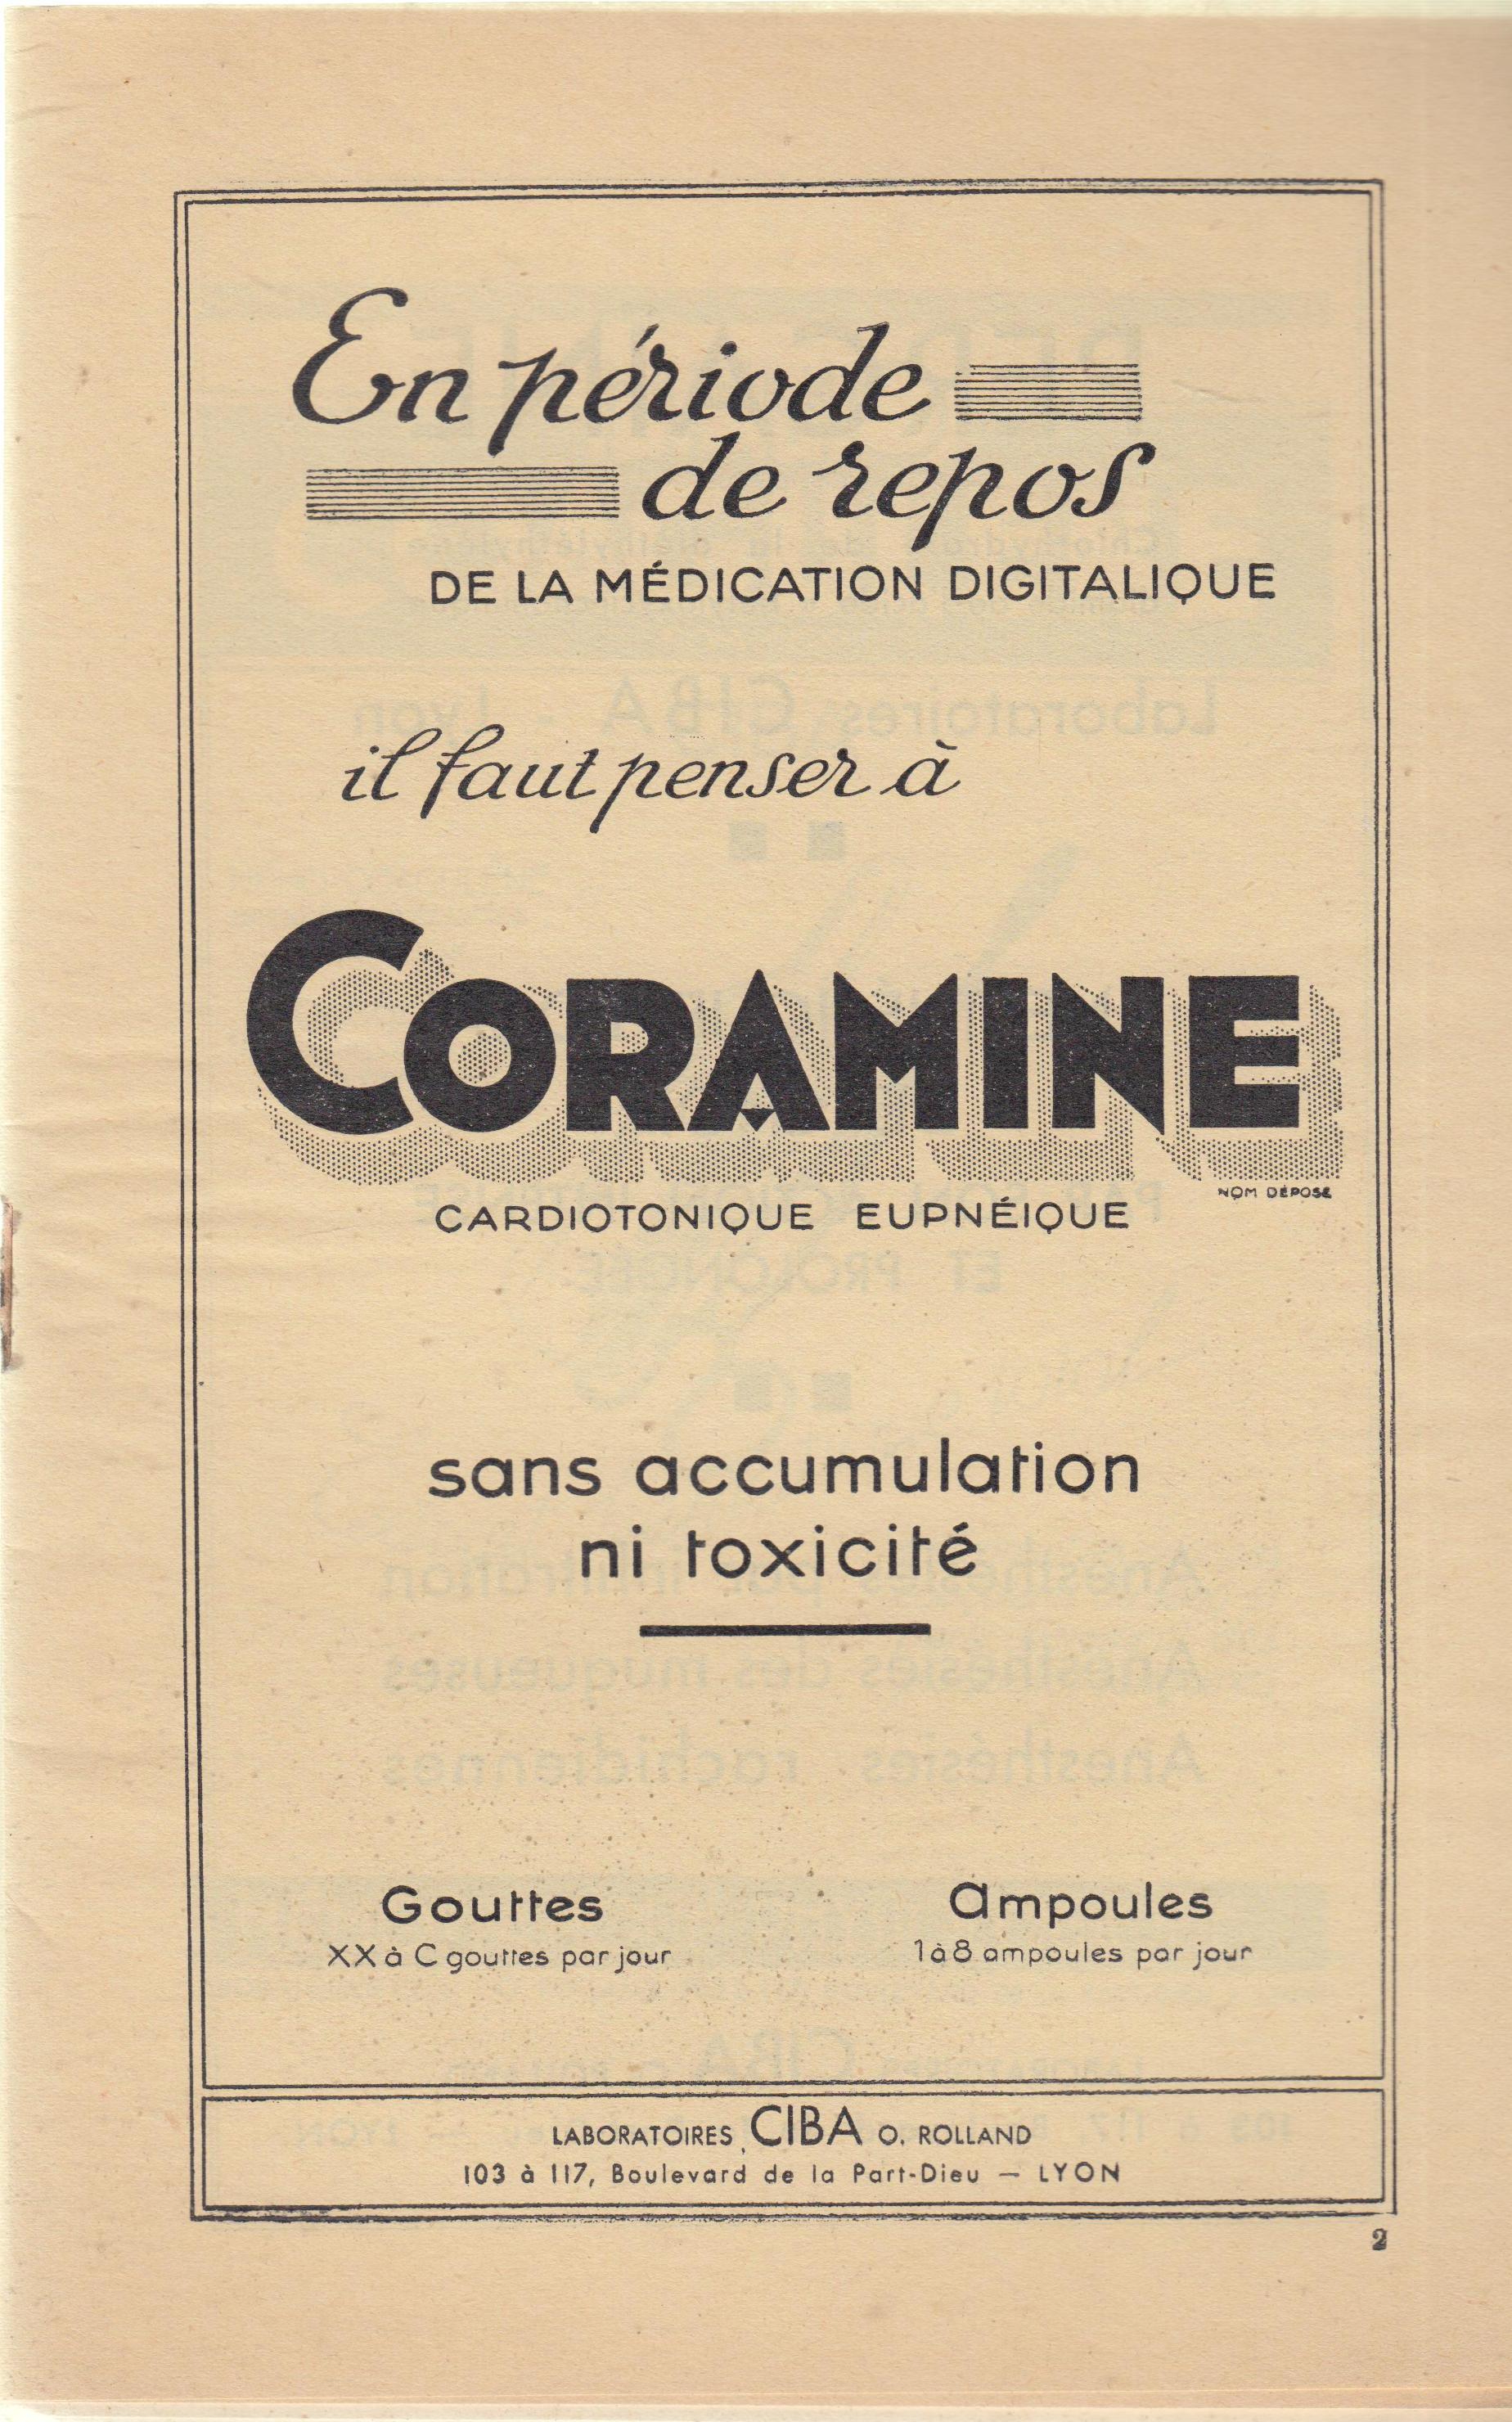 En période
de repos
DE LA MÉDICATION DIGITALIQUE
il faut penser à
CORAMINE
NOM DÉPOSÉ
CARDIOTONIQUE EUPNÉIQUE
sans accumulation
ni toxicité
Gouttes
XX à C gouttes par jour
Ampoules
1 à 8 ampoules par jour
LABORATOIRES CIBA O. ROLLAND
103 à 117, Boulevard de la Part-Dieu — LYON
2